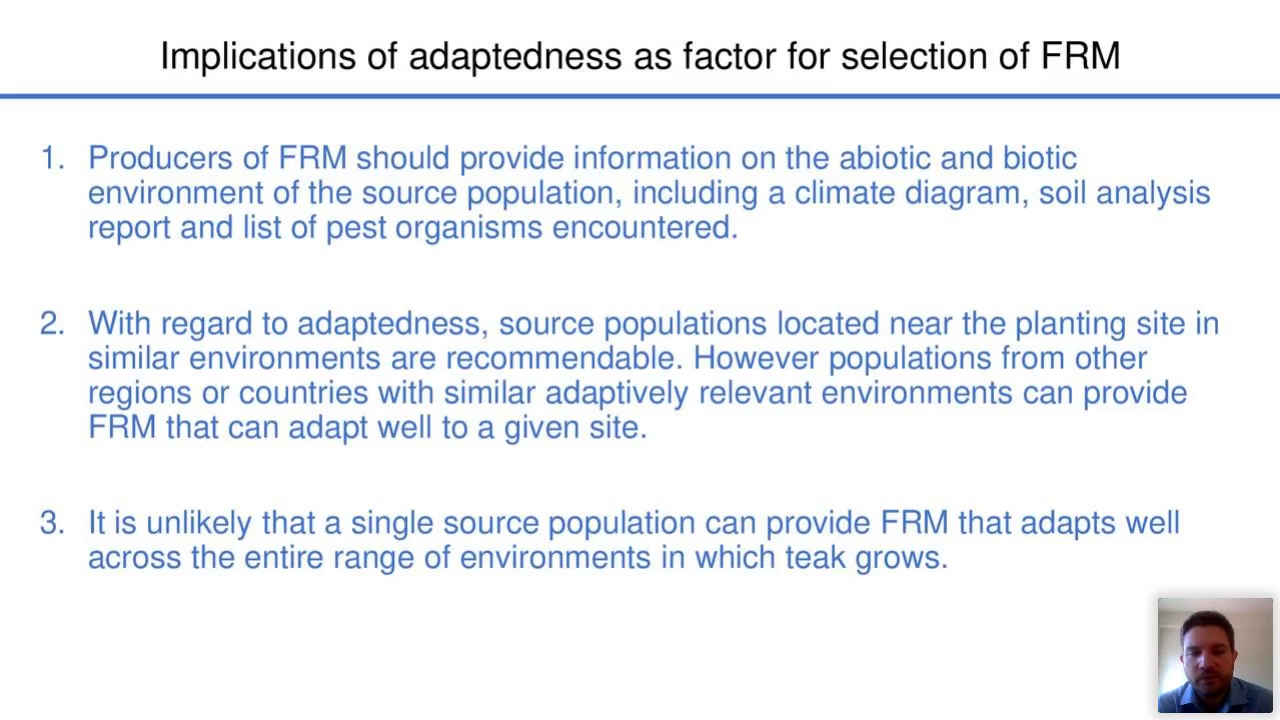 Implications of adaptedness as factor for selection of FRM
1. Producers of FRM should provide information on the abiotic and biotic
environment of the source population, including a climate diagram, soil analysis
report and list of pest organisms encountered.
2. With regard to adaptedness, source populations located near the planting site in
similar environments are recommendable. However populations from other
regions or countries with similar adaptively relevant environments can provide
FRM that can adapt well to a given site.
3. It is unlikely that a single source population can provide FRM that adapts well
across the entire range of environments in which teak grows.